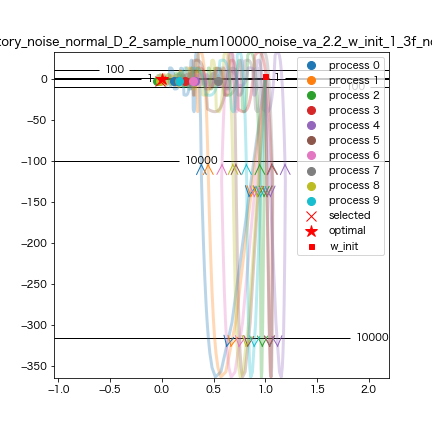 tory_noise_normal_D_2_sample_num10000_noise_va_2.2_w_init_1_3f_no
process 0
process 1
process 2
process 3
process 4
process 5
process 6
process 7
process 8
process 9
selected
optimal
w_init
100
1
1
100
10000
10000
0
−50
−100
−150
−200
−250
−300
−350
−1.0
−0.5
0.0
0.5
1.0
1.5
2.0